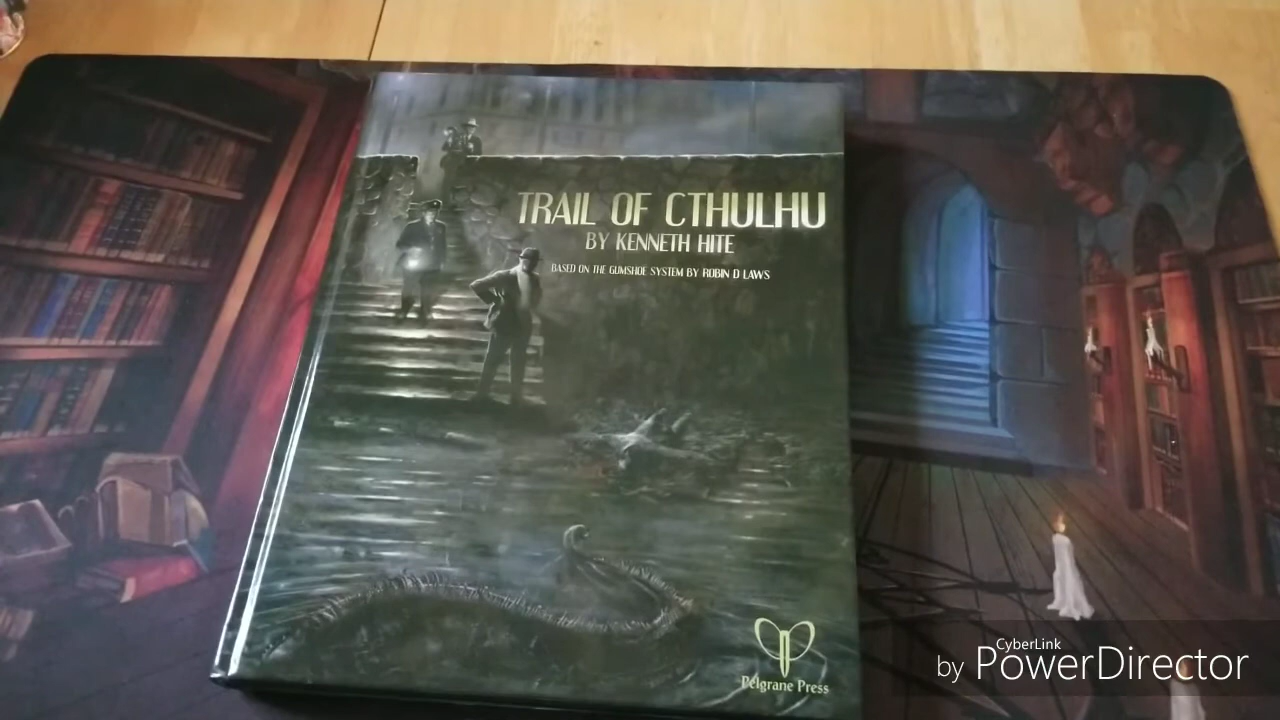 TRAIL OF CTHULHU
BY KENNETH HITE
BASED ON THE GUMSHOE SYSTEM BY ROBIN D LAWS
Pelgrane Press
CyberLink
by PowerDirector